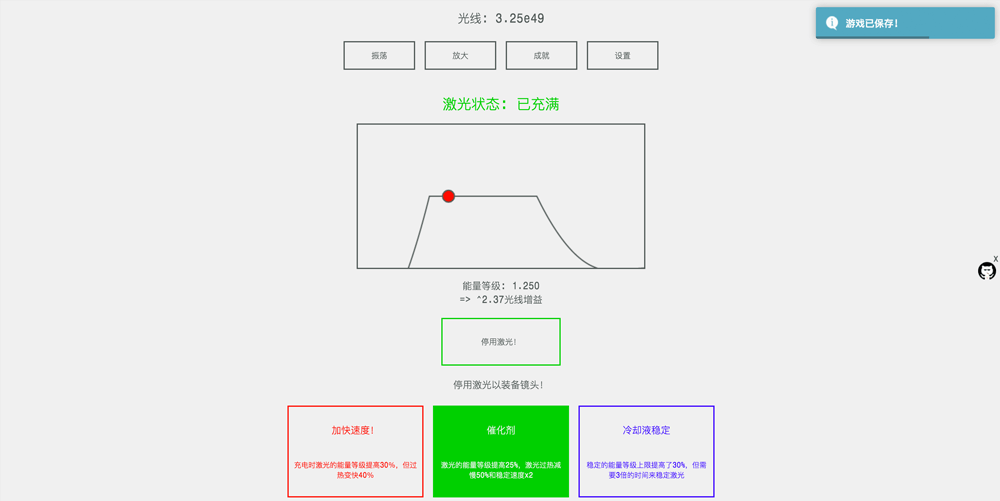 光线: 3.25e49
游戏已保存!
振荡
放大
成就
设置
激光状态: 已充满
X
能量等级: 1.250
=> ^2.37光线增益
停用激光!
停用激光以装备镜头!
加快速度!
充电时激光的能量等级提高30%, 但过
热变快40%
催化剂
激光的能量等级提高25%, 激光过热减
慢50%和稳定速度x2
冷却液稳定
稳定的能量等级上限提高了30%, 但需
要3倍的时间来稳定激光